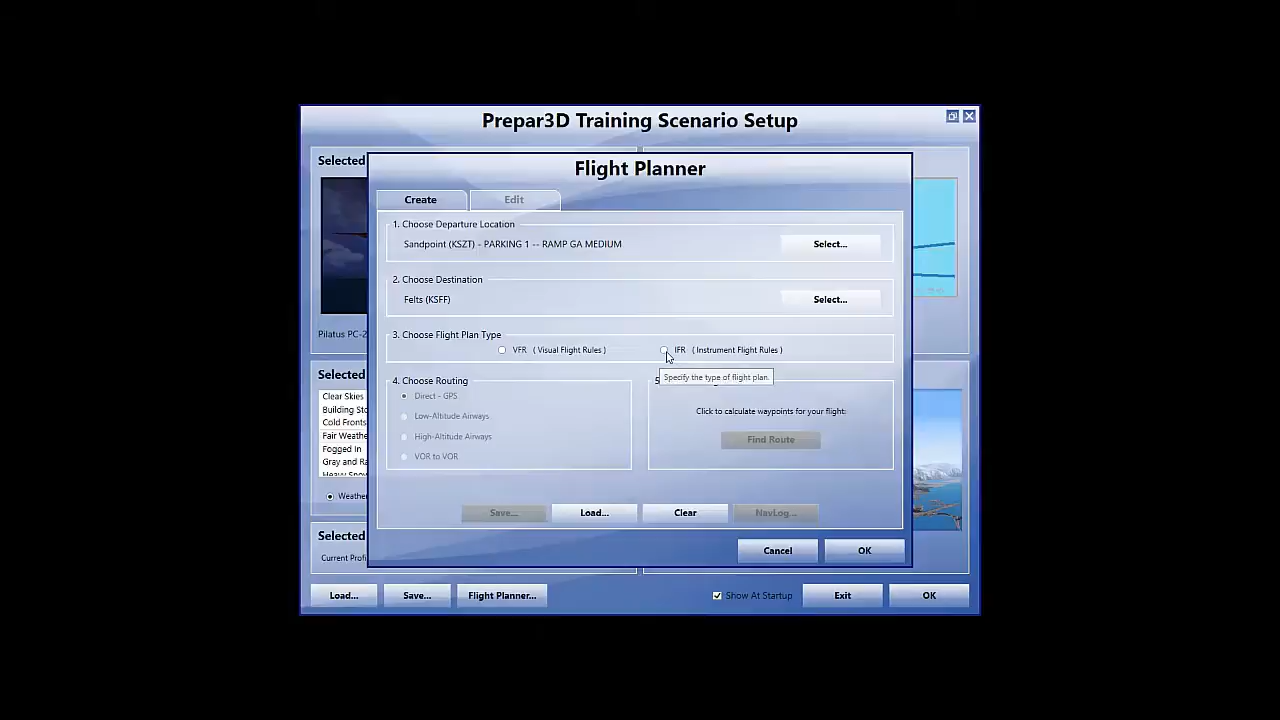 Prepar3D Training Scenario Setup
Selected
Flight Planner
Create
Edit
1. Choose Departure Location
Sandpoint (KSZT) - PARKING 1 -- RAMP GA MEDIUM
Select...
2. Choose Destination
Felts (KSFF)
Select...
Pilatus PC-2
3. Choose Flight Plan Type
VFR ( Visual Flight Rules )
IFR ( Instrument Flight Rules )
Specify the type of flight plan.
Selected
4. Choose Routing
5.
Clear Skies
Direct - GPS
Building Sto
Click to calculate waypoints for your flight:
Low-Altitude Airways
Cold Fronts
Fair Weathe
High-Altitude Airways
Find Route
Fogged In
VOR to VOR
Gray and Ra
Heavy Snow
Weathe
Save...
Load...
Clear
NavLog...
Selected
Current Profi
Cancel
OK
Load...
Save...
Flight Planner...
Show At Startup
Exit
OK